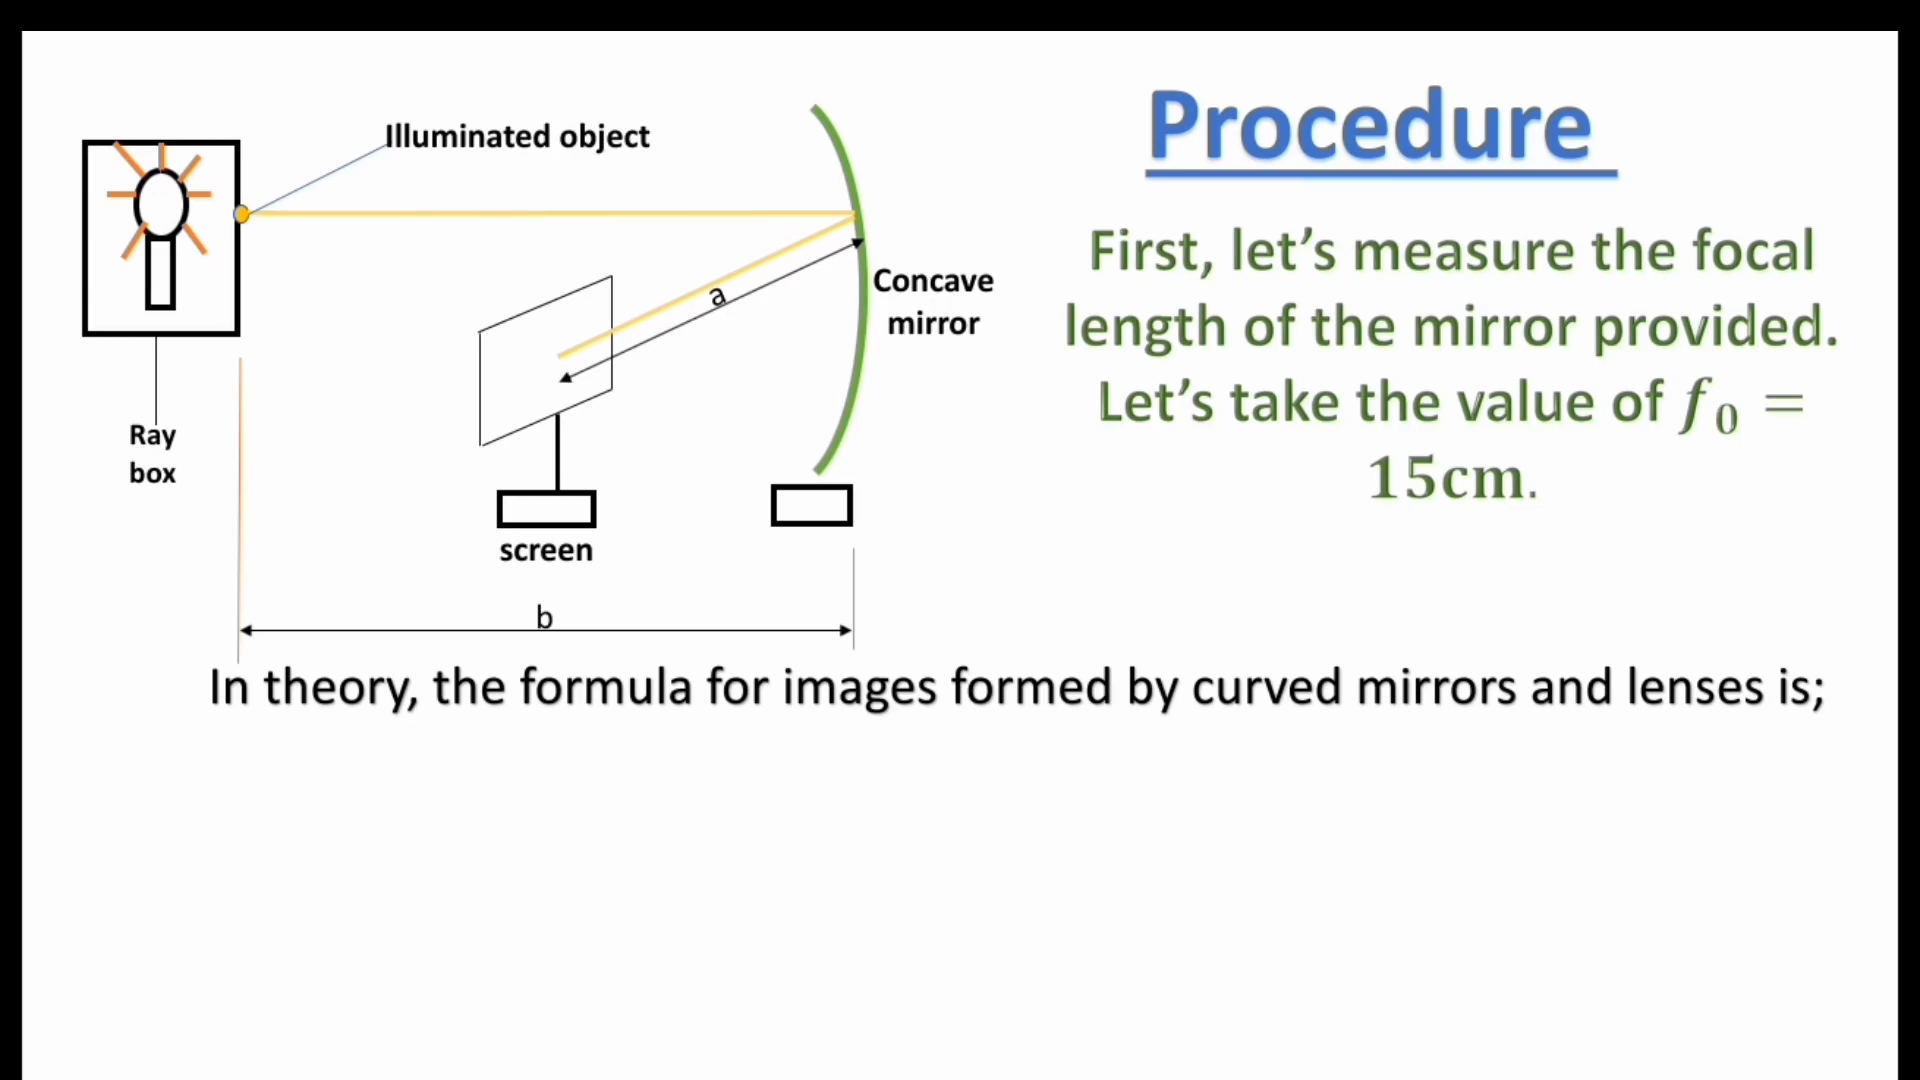 Illuminated object
Procedure
First, let's measure the focal
length of the mirror provided.
Let's take the value of f₀ =
15cm.
Concave
mirror
a
Ray
box
screen
b
In theory, the formula for images formed by curved mirrors and lenses is;